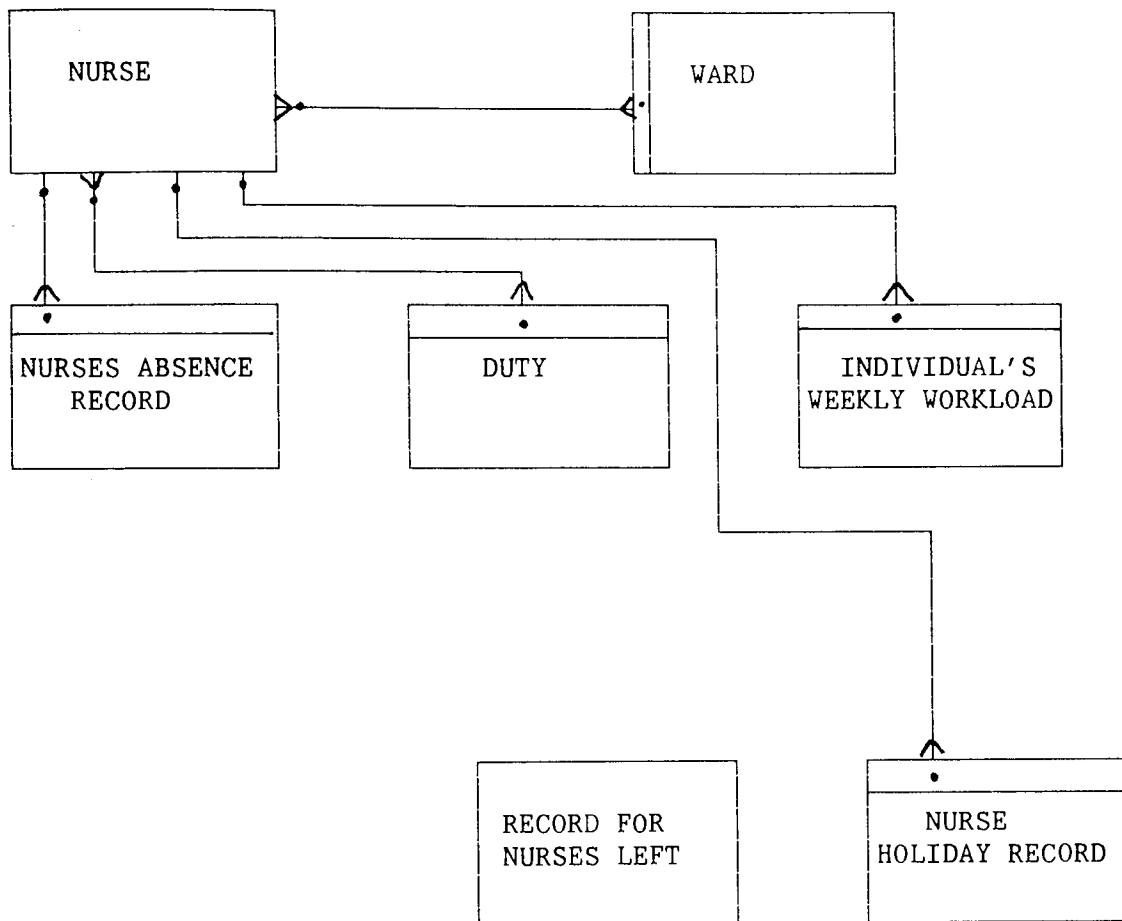 NURSE
WARD
NURSES ABSENCE
RECORD
DUTY
INDIVIDUAL'S
WEEKLY WORKLOAD
RECORD FOR
NURSES LEFT
NURSE
HOLIDAY RECORD